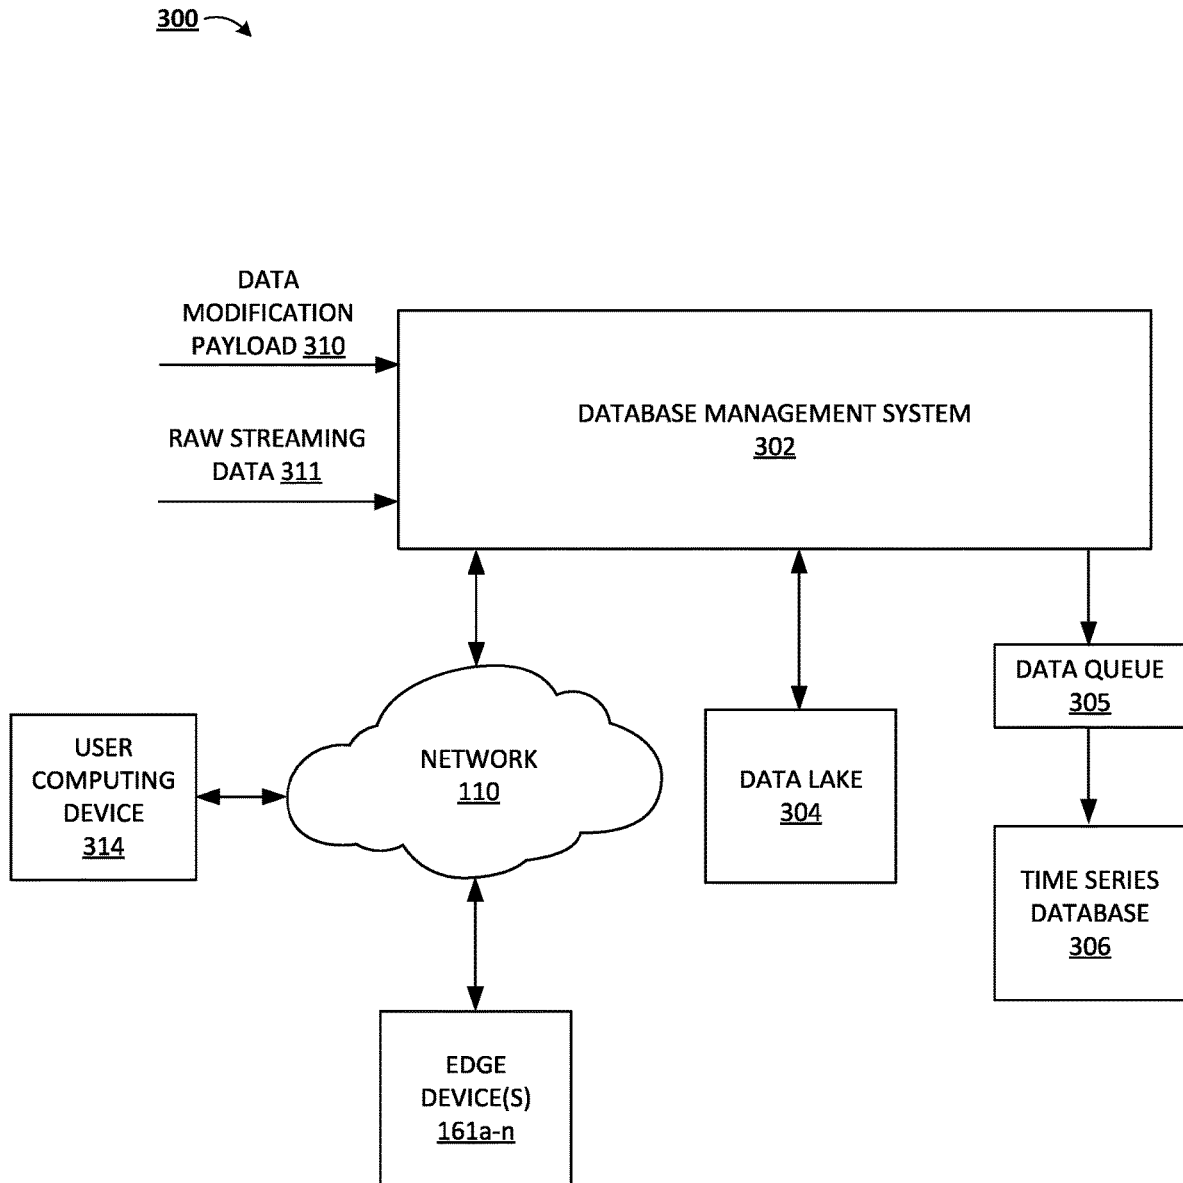 300
DATA
MODIFICATION
PAYLOAD 310
RAW STREAMING
DATA 311
DATABASE MANAGEMENT SYSTEM
302
DATA QUEUE
305
USER
COMPUTING
DEVICE
314
NETWORK
110
DATA LAKE
304
TIME SERIES
DATABASE
306
EDGE
DEVICE(S)
161a-n